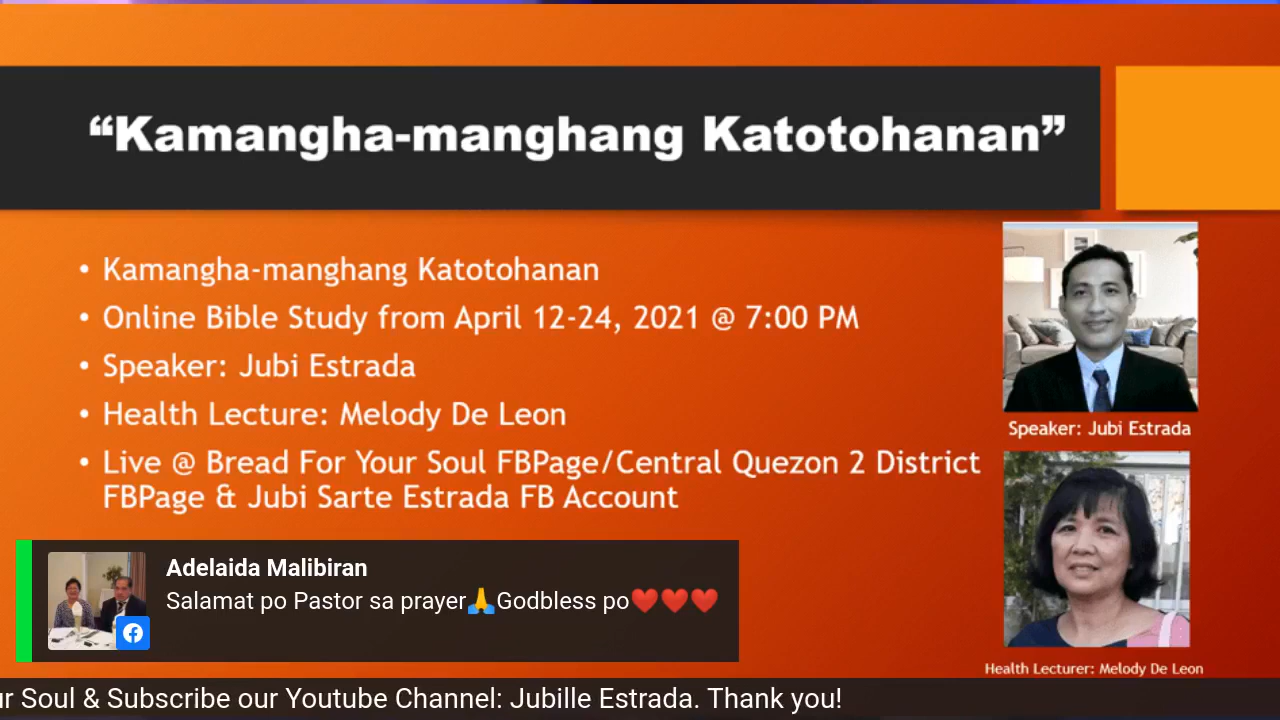 “Kamangha-manghang Katotohanan”
• Kamangha-manghang Katotohanan
• Online Bible Study from April 12-24, 2021 @ 7:00 PM
• Speaker: Jubi Estrada
• Health Lecture: Melody De Leon
• Live @ Bread For Your Soul FBPage/Central Quezon 2 District
FBPage & Jubi Sarte Estrada FB Account
Speaker: Jubi Estrada
Health Lecturer: Melody De Leon
Adelaida Malibiran
Salamat po Pastor sa prayer🙏Godbless po❤️❤️❤️
Soul & Subscribe our Youtube Channel: Jubille Estrada. Thank you!